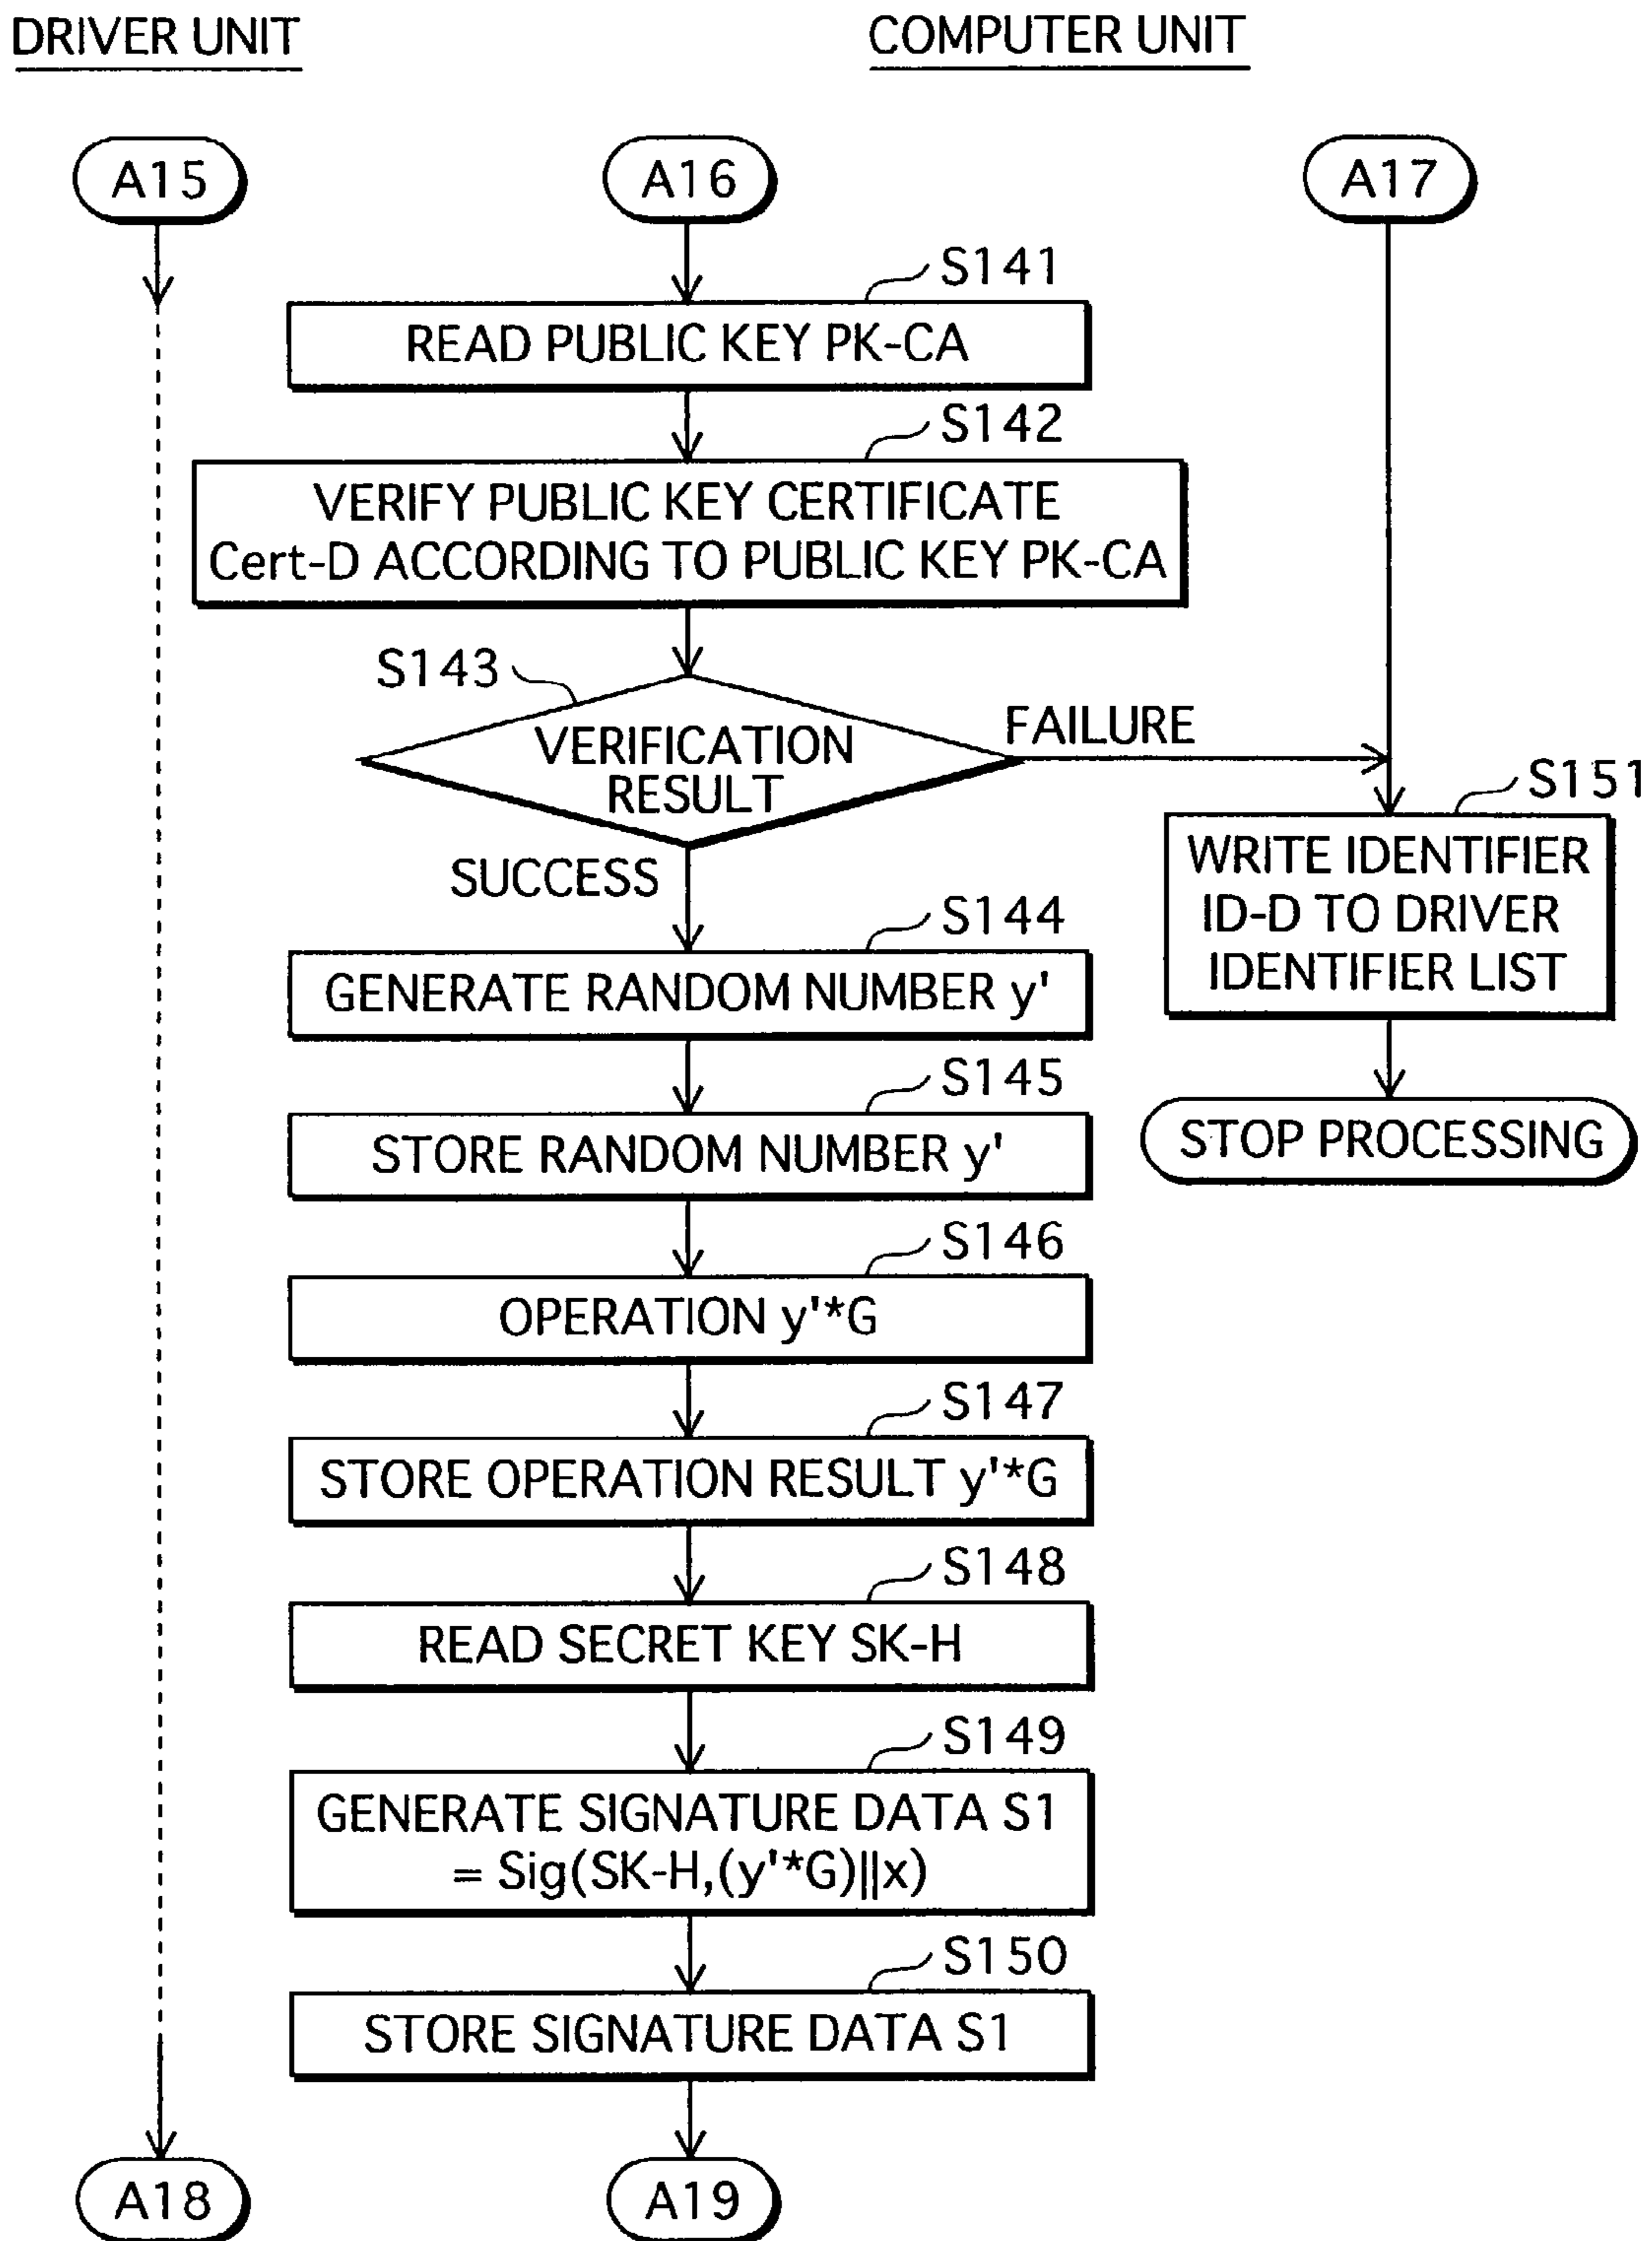 DRIVER UNIT
COMPUTER UNIT
A15
A16
A17
S141
READ PUBLIC KEY PK-CA
S142
VERIFY PUBLIC KEY CERTIFICATE
Cert-D ACCORDING TO PUBLIC KEY PK-CA
S143
VERIFICATION
RESULT
FAILURE
SUCCESS
S151
WRITE IDENTIFIER
ID-D TO DRIVER
IDENTIFIER LIST
STOP PROCESSING
S144
GENERATE RANDOM NUMBER y'
S145
STORE RANDOM NUMBER y'
S146
OPERATION y'*G
S147
STORE OPERATION RESULT y'*G
S148
READ SECRET KEY SK-H
S149
GENERATE SIGNATURE DATA S1
= Sig(SK-H,(y'*G)||x)
S150
STORE SIGNATURE DATA S1
A18
A19